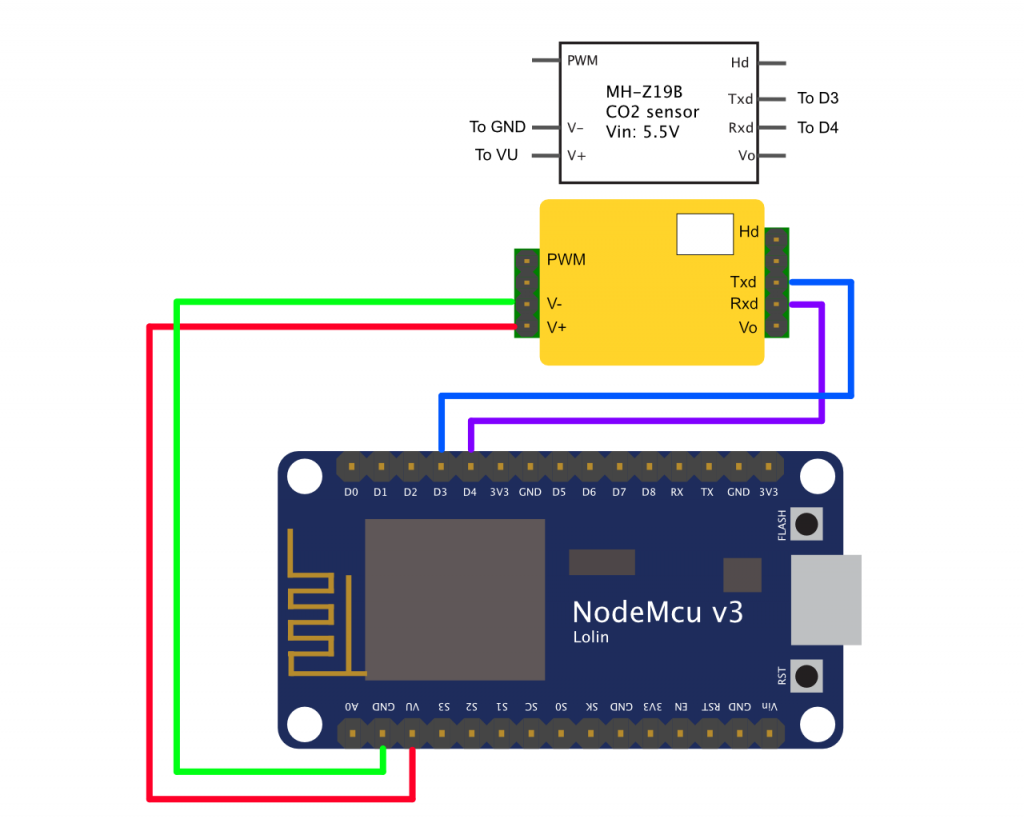 PWM
Hd
MH-Z19B
CO2 sensor
Vin: 5.5V
Txd
To D3
To GND
V-
Rxd
To D4
To VU
V+
Vo
Hd
PWM
Txd
V-
Rxd
V+
Vo
D0 D1 D2 D3 D4 3V3 GND D5 D6 D7 D8 RX TX GND 3V3
FLASH
NodeMcu v3
Lolin
RST
A0 GND VU S3 S2 S1 SC S0 SK GND 3V3 EN RST GND Vin